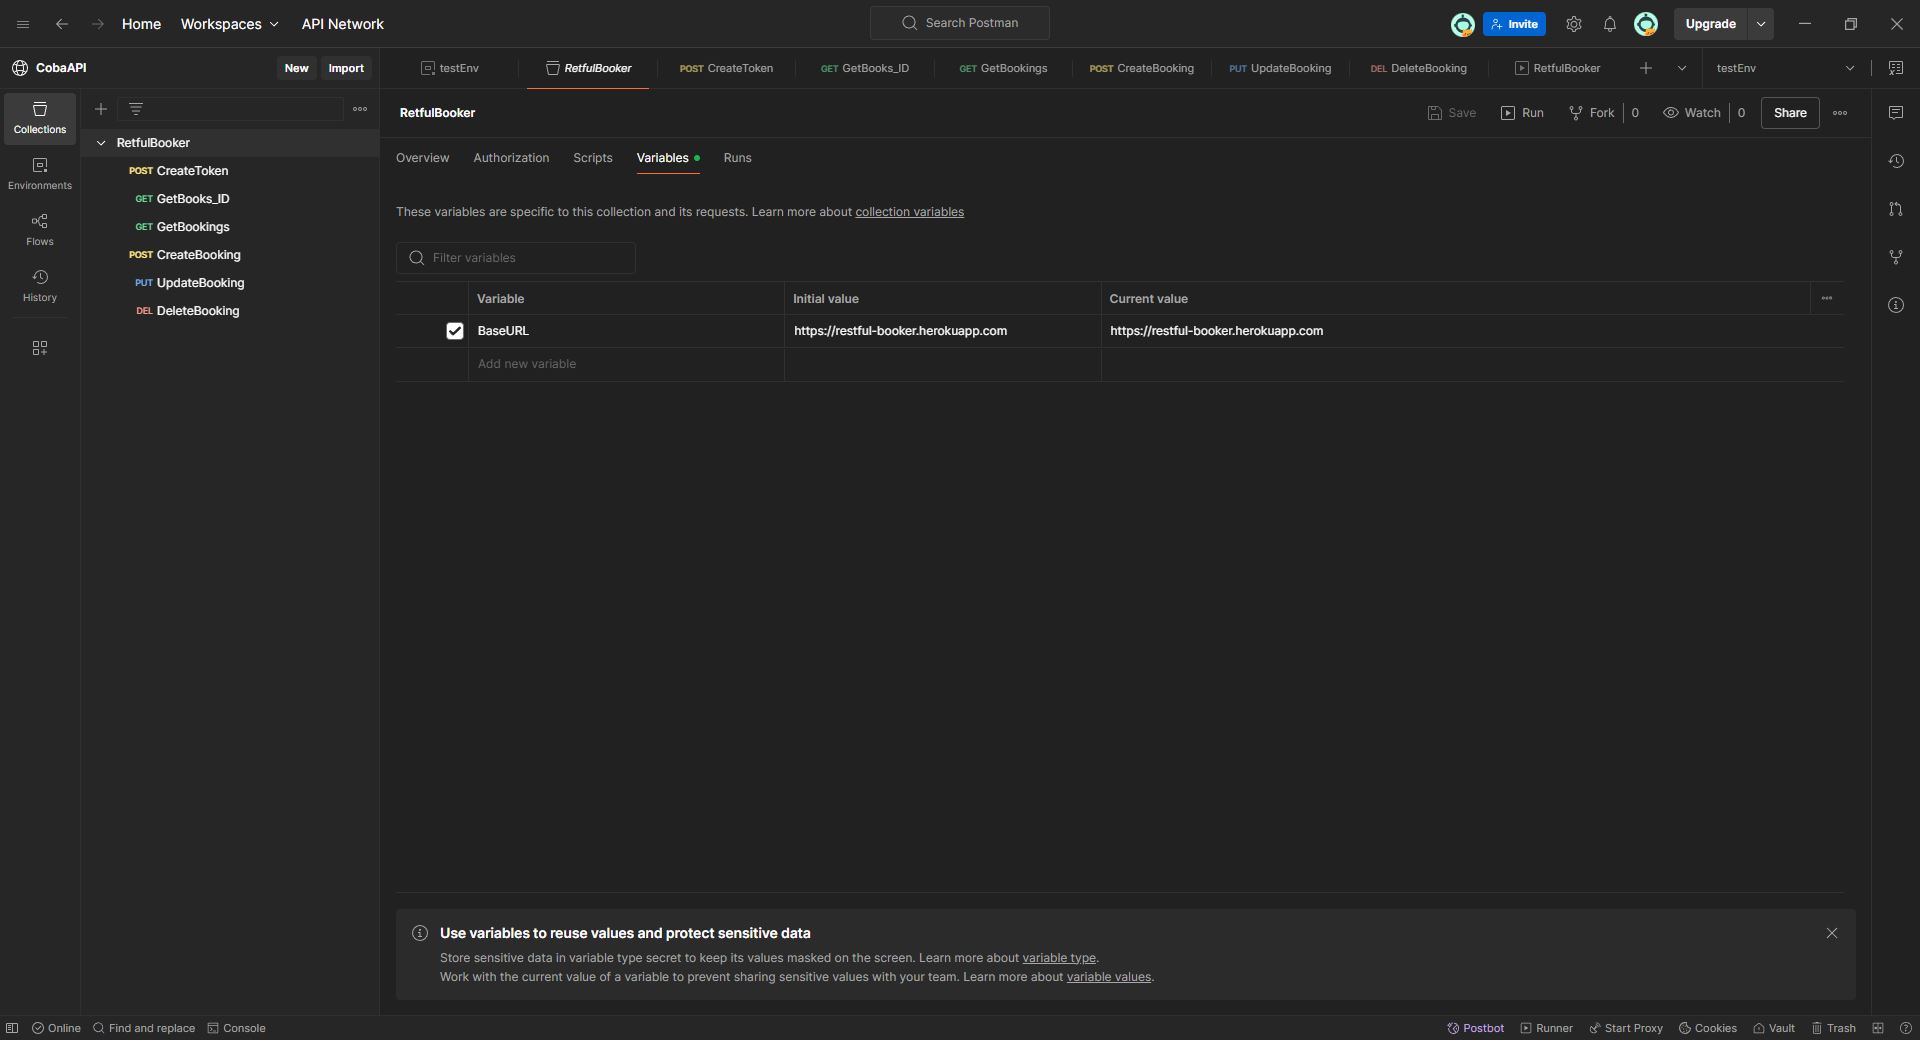 Home Workspaces API Network Search Postman Invite Upgrade
CobaAPI New Import testEnv RetfulBooker POST CreateToken GET GetBooks_ID GET GetBookings POST CreateBooking PUT UpdateBooking DEL DeleteBooking RetfulBooker testEnv
Collections
Environments
Flows
History
RetfulBooker
POST CreateToken
GET GetBooks_ID
GET GetBookings
POST CreateBooking
PUT UpdateBooking
DEL DeleteBooking
RetfulBooker Save Run Fork 0 Watch 0 Share
Overview Authorization Scripts Variables Runs
These variables are specific to this collection and its requests. Learn more about collection variables
Filter variables
Variable Initial value Current value
BaseURL https://restful-booker.herokuapp.com https://restful-booker.herokuapp.com
Add new variable
Use variables to reuse values and protect sensitive data
Store sensitive data in variable type secret to keep its values masked on the screen. Learn more about variable type.
Work with the current value of a variable to prevent sharing sensitive values with your team. Learn more about variable values.
Online Find and replace Console Postbot Runner Start Proxy Cookies Vault Trash